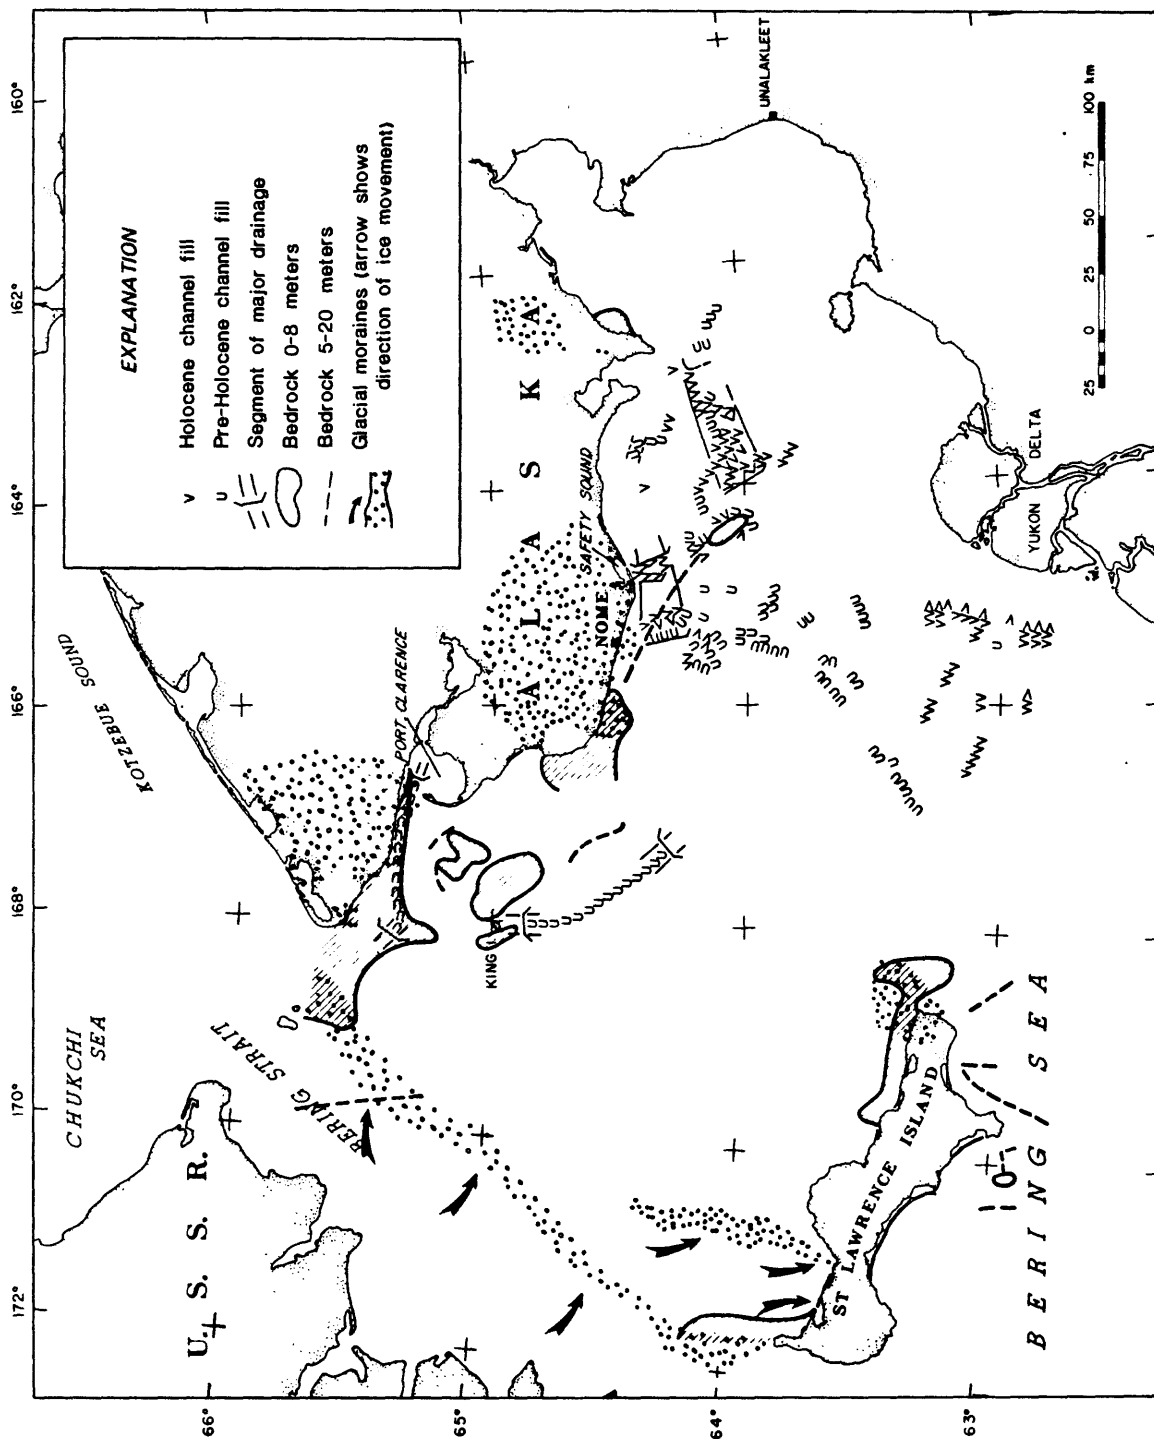 EXPLANATION
v Holocene channel fill
u Pre-Holocene channel fill
Segment of major drainage
Bedrock 0-8 meters
Bedrock 5-20 meters
Glacial moraines (arrow shows
direction of ice movement)
172°
170°
168°
166°
164°
162°
160°
66°
65°
64°
63°
CHUKCHI
SEA
KOTZEBUE SOUND
U. S. S. R.
BERING STRAIT
PORT CLARENCE
KING I
A L A S K A
NOME
SAFETY SOUND
UNALAKLEET
ST LAWRENCE ISLAND
YUKON DELTA
BERING SEA
25 0 25 50 75 100 km